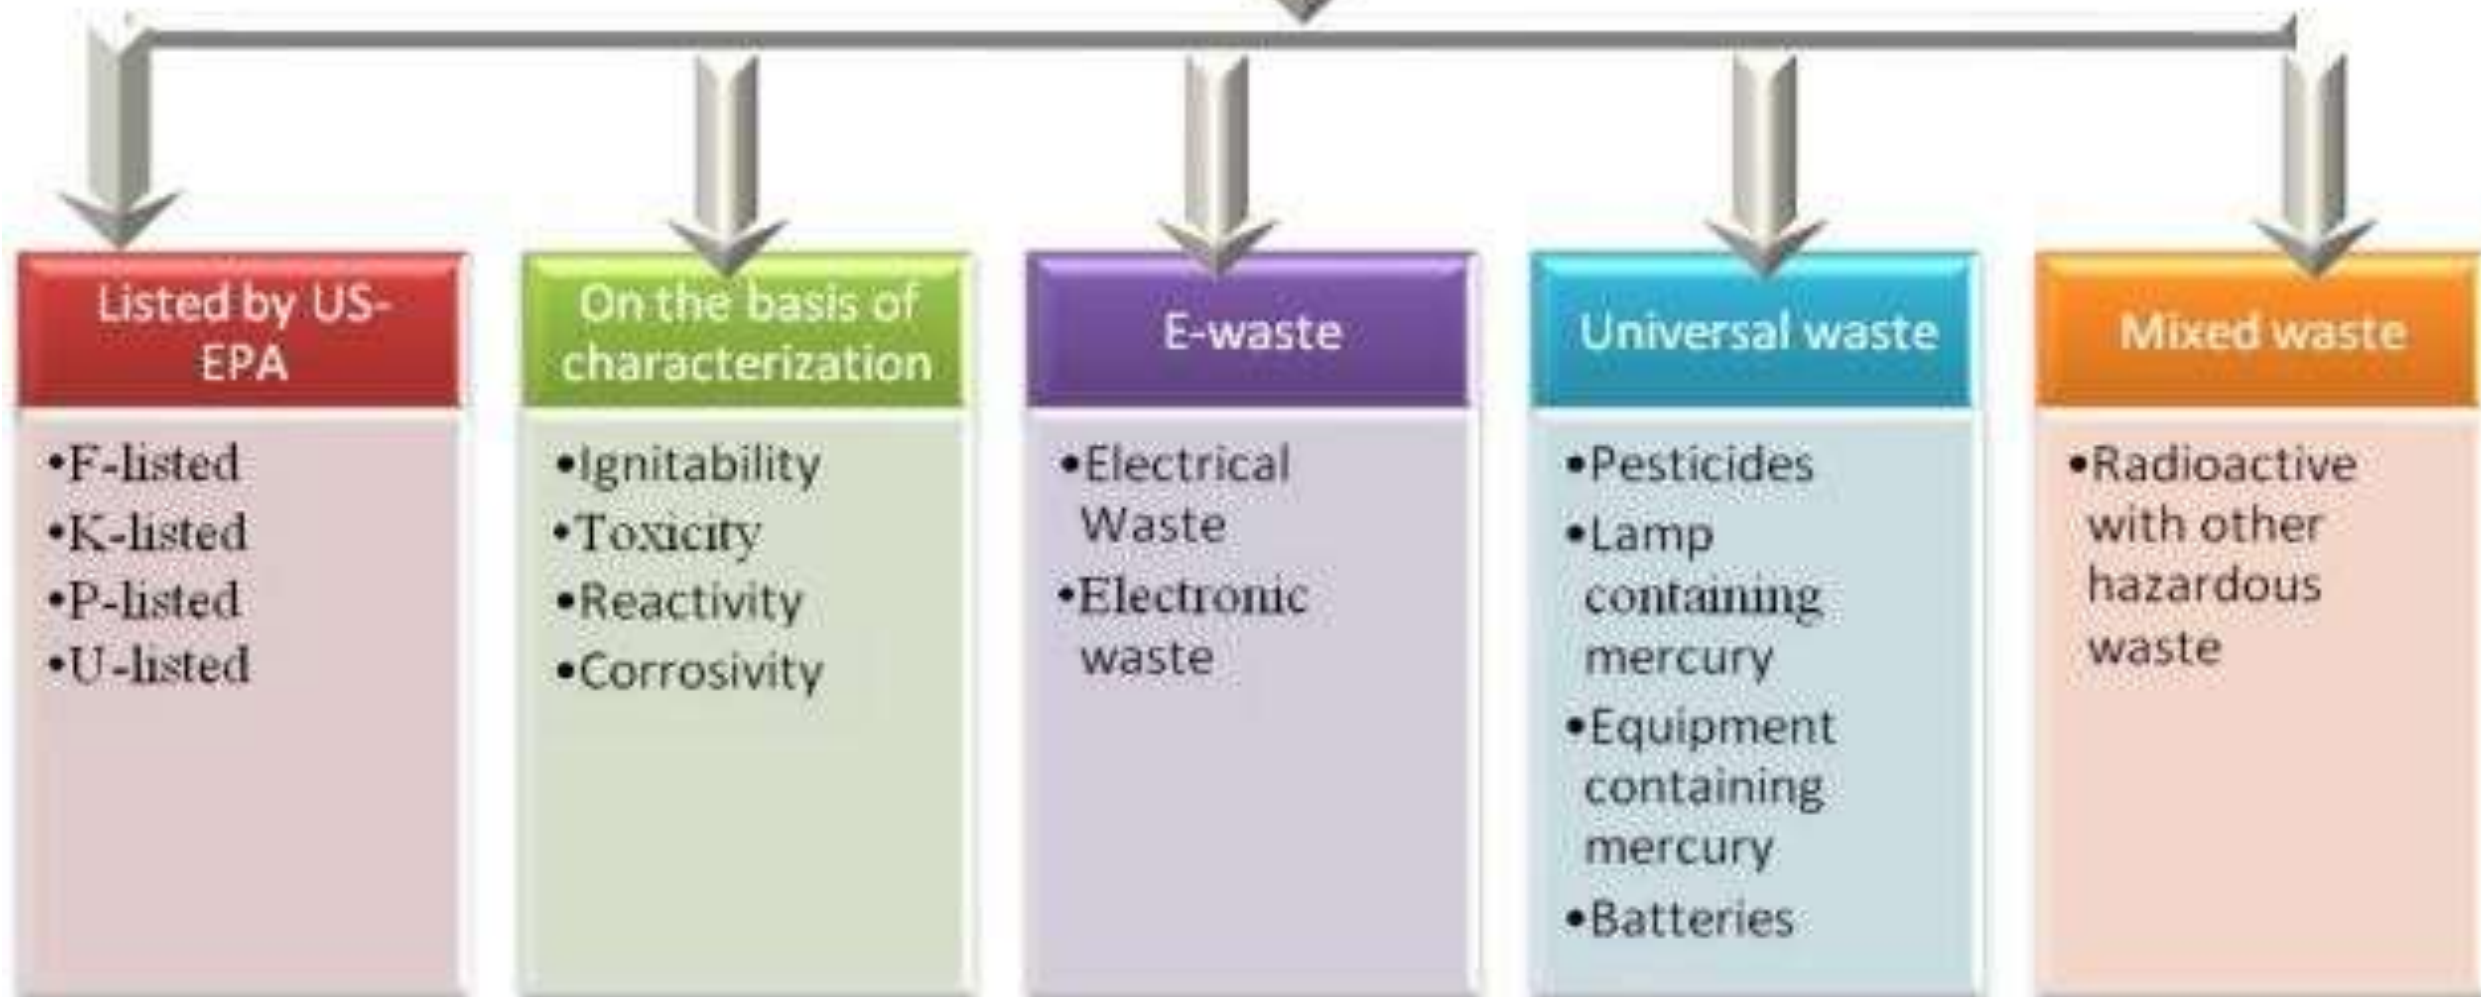 Listed by US-
EPA
•F-listed
•K-listed
•P-listed
•U-listed
On the basis of
characterization
•Ignitability
•Toxicity
•Reactivity
•Corrosivity
E-waste
•Electrical
Waste
•Electronic
waste
Universal waste
•Pesticides
•Lamp
containing
mercury
•Equipment
containing
mercury
•Batteries
Mixed waste
•Radioactive
with other
hazardous
waste